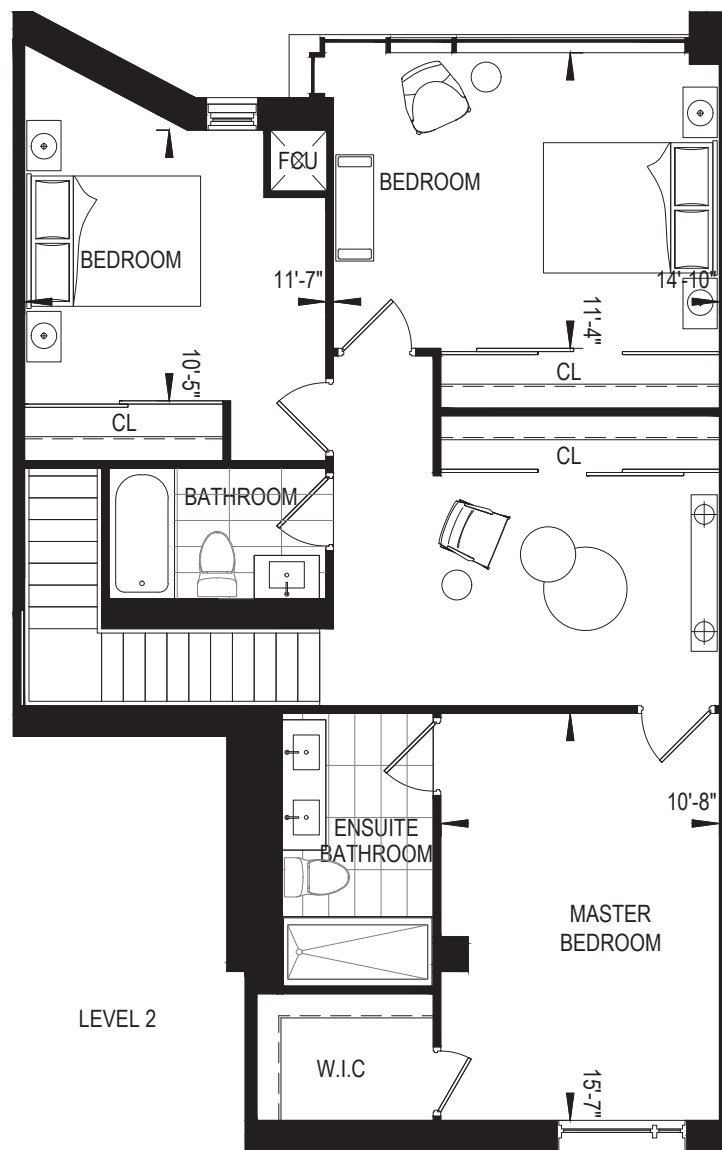 FCU
BEDROOM
BEDROOM
11'-7"
14'-10"
11'-4"
10'-5"
CL
CL
CL
BATHROOM
10'-8"
ENSUITE
BATHROOM
MASTER
BEDROOM
LEVEL 2
W.I.C
15'-7"